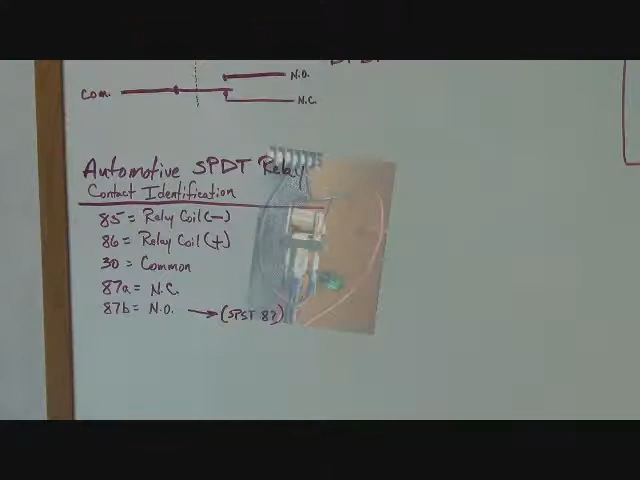 N.O.
Com.
N.C.
Automotive SPDT Relay
Contact Identification
85 = Relay Coil (-)
86 = Relay Coil (+)
30 = Common
87a = N.C.
87b = N.O. → (SPST 87)